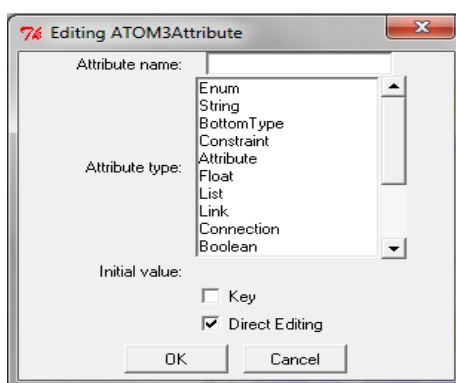 Editing ATOM3Attribute
Attribute name:
Attribute type:
Enum
String
BottomType
Constraint
Attribute
Float
List
Link
Connection
Boolean
Initial value:
Key
Direct Editing
OK
Cancel